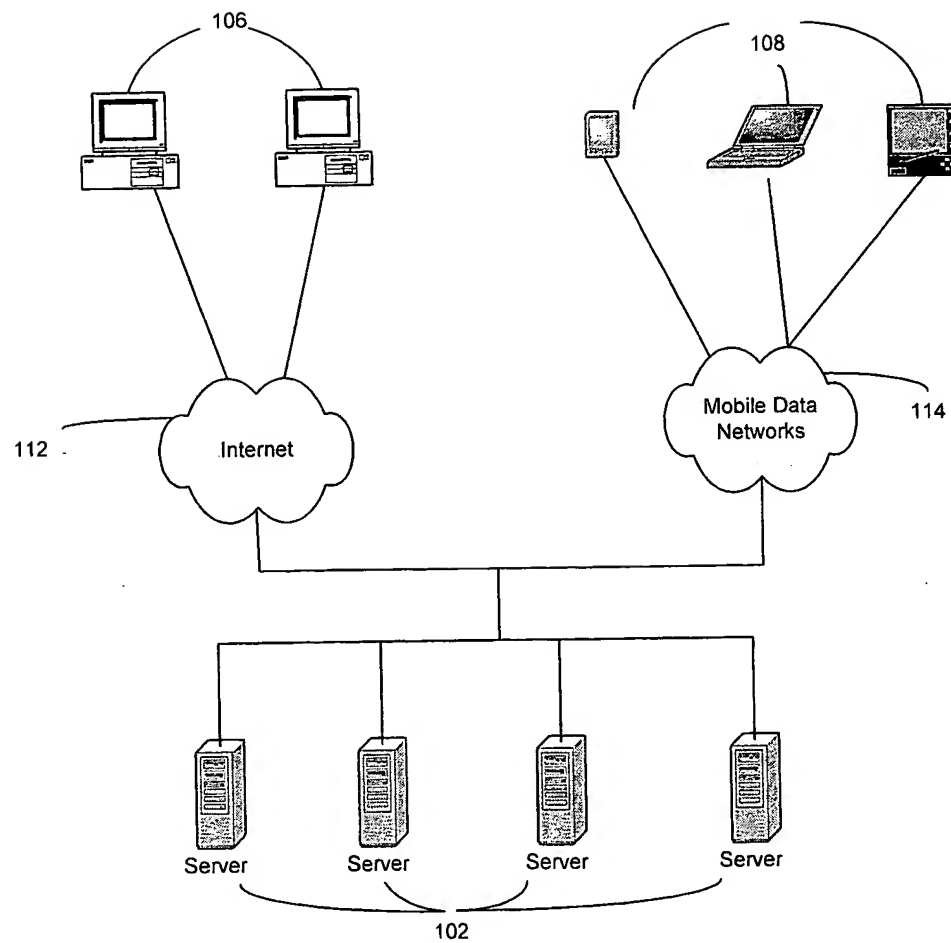 106
108
Mobile Data
Networks
114
112
Internet
Server
Server
Server
Server
102